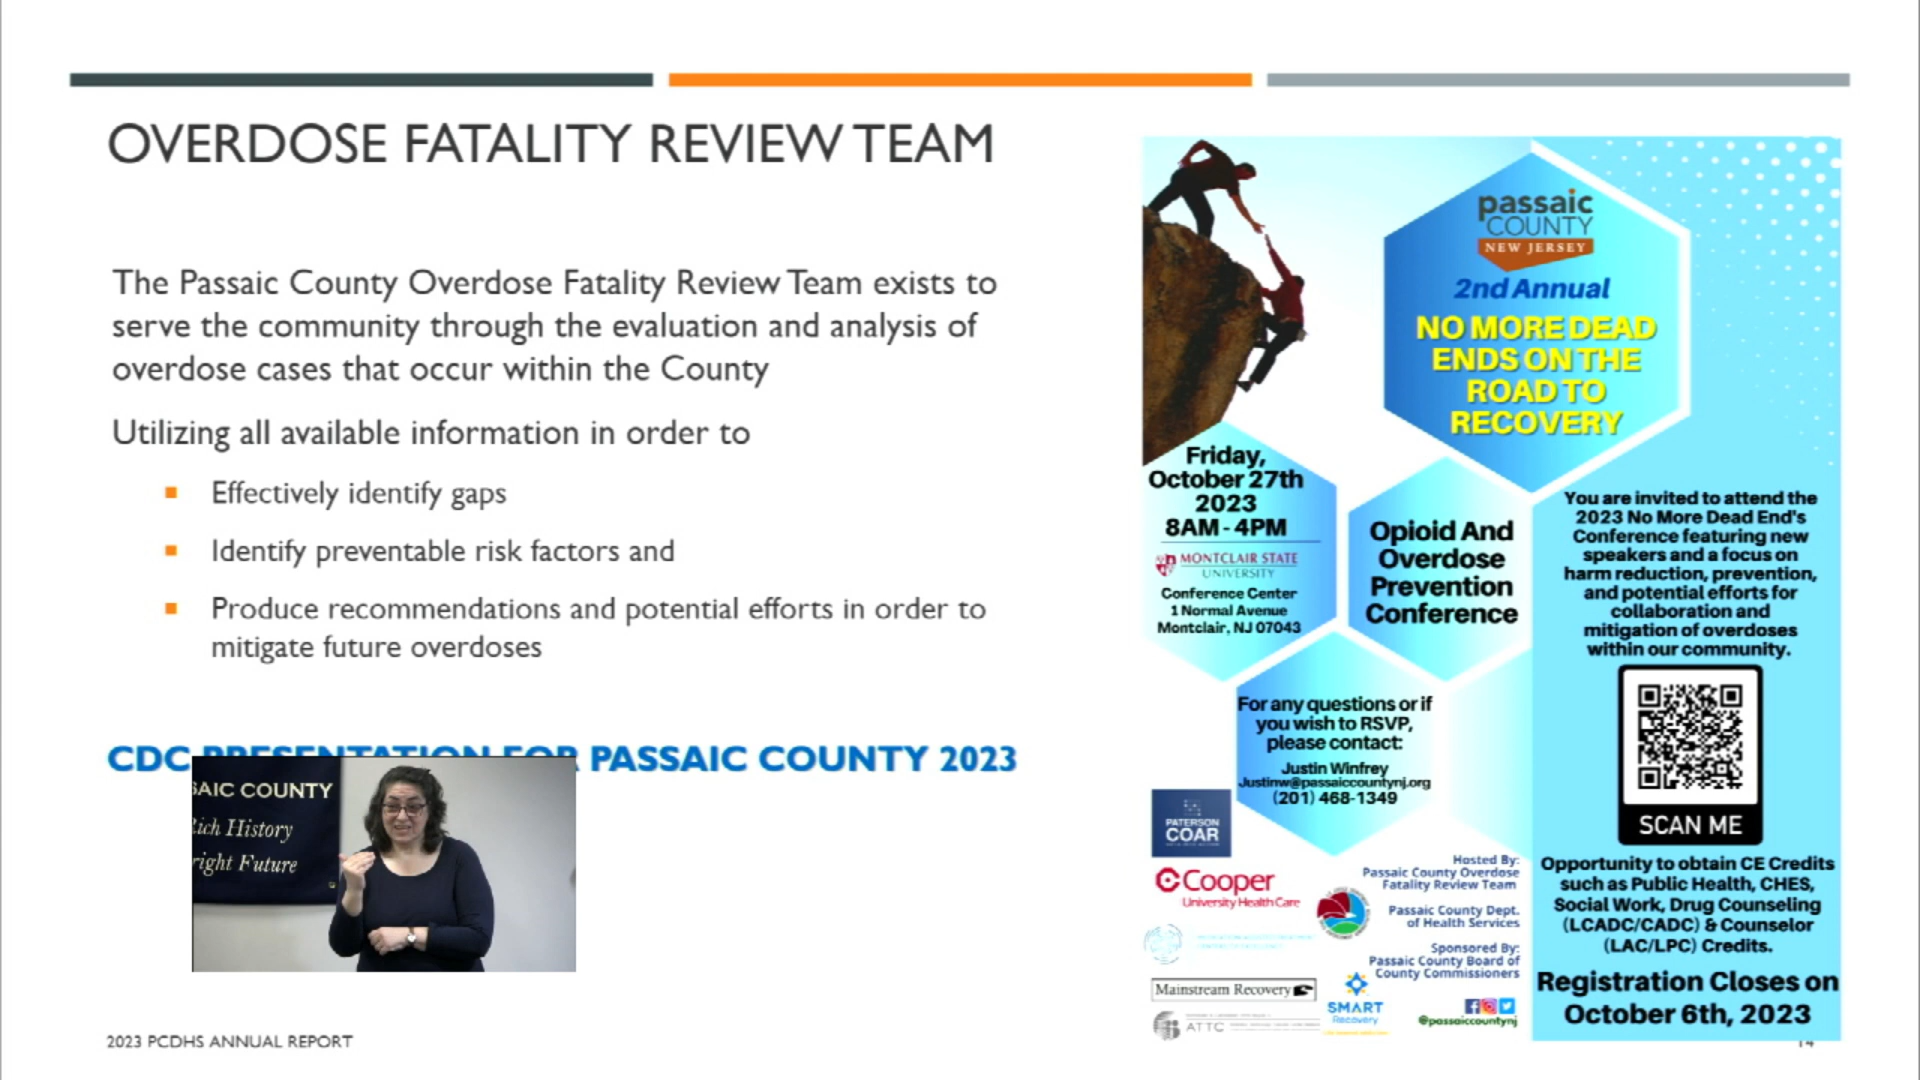 OVERDOSE FATALITY REVIEW TEAM
The Passaic County Overdose Fatality Review Team exists to
serve the community through the evaluation and analysis of
overdose cases that occur within the County
Utilizing all available information in order to
Effectively identify gaps
Identify preventable risk factors and
Produce recommendations and potential efforts in order to
mitigate future overdoses
CDC PRESENTATION FOR PASSAIC COUNTY 2023
SAIC COUNTY
Rich History
right Future
2023 PCDHS ANNUAL REPORT
passaic
COUNTY
NEW JERSEY
2nd Annual
NO MORE DEAD
ENDS ON THE
ROAD TO
RECOVERY
Friday,
October 27th
2023
8AM - 4PM
MONTCLAIR STATE
UNIVERSITY
Conference Center
1 Normal Avenue
Montclair, NJ 07043
Opioid And
Overdose
Prevention
Conference
You are invited to attend the
2023 No More Dead End's
Conference featuring new
speakers and a focus on
harm reduction, prevention,
and potential efforts for
collaboration and
mitigation of overdoses
within our community.
For any questions or if
you wish to RSVP,
please contact:
Justin Winfrey
Justinw@passaiccountynj.org
(201) 468-1349
SCAN ME
PATERSON
COAR
Cooper
University Health Care
Mainstream Recovery
ATTC
Hosted By:
Passaic County Overdose
Fatality Review Team
Passaic County Dept.
of Health Services
Sponsored By:
Passaic County Board of
County Commissioners
SMART
Recovery
@passaiccountynj
Opportunity to obtain CE Credits
such as Public Health, CHES,
Social Work, Drug Counseling
(LCADC/CADC) & Counselor
(LAC/LPC) Credits.
Registration Closes on
October 6th, 2023
14